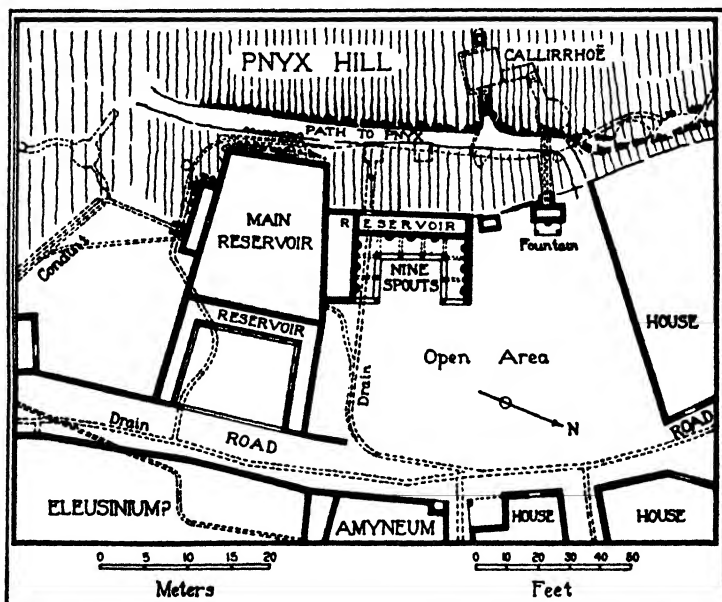 PNYX HILL
CALLIRRHOË
PATH TO PNYX
MAIN
RESERVOIR
RESERVOIR
NINE
SPOUTS
Fountain
Conduits
RESERVOIR
HOUSE
Open Area
Drain
N
Drain
ROAD
ROAD
ELEUSINIUM?
AMYNEUM
HOUSE
HOUSE
0 5 10 15 20
Meters
0 10 20 30 40 50
Feet